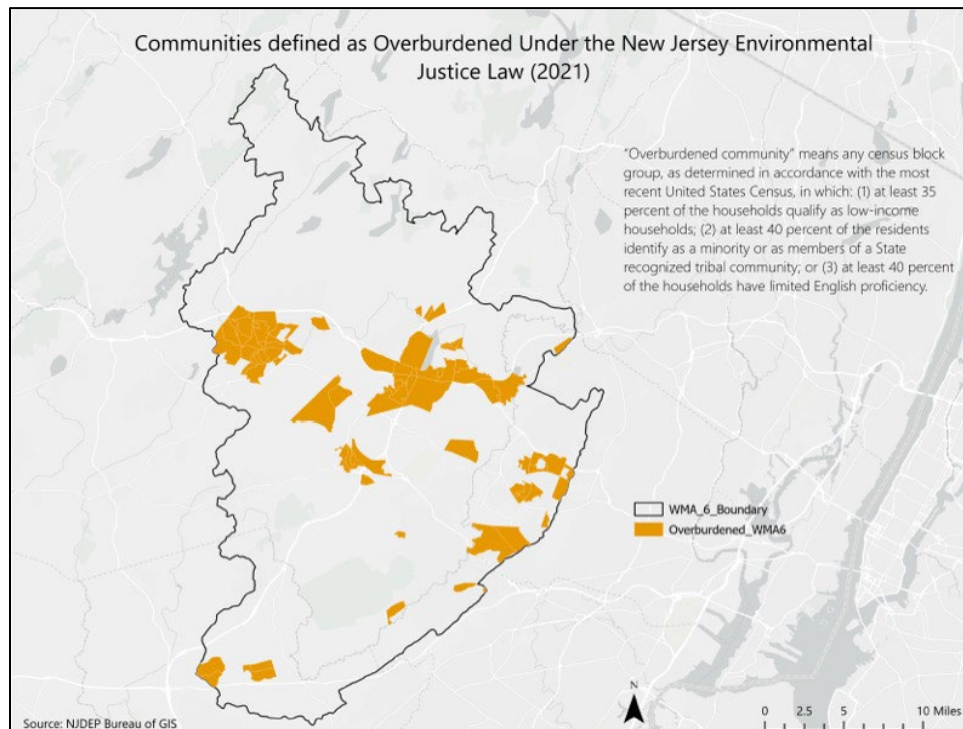 Communities defined as Overburdened Under the New Jersey Environmental
Justice Law (2021)
"Overburdened community" means any census block
group, as determined in accordance with the most
recent United States Census, in which: (1) at least 35
percent of the households qualify as low-income
households; (2) at least 40 percent of the residents
identify as a minority or as members of a State
recognized tribal community; or (3) at least 40 percent
of the households have limited English proficiency.
WMA_6_Boundary
Overburdened_WMA6
N
0 2.5 5 10 Miles
Source: NJDEP Bureau of GIS